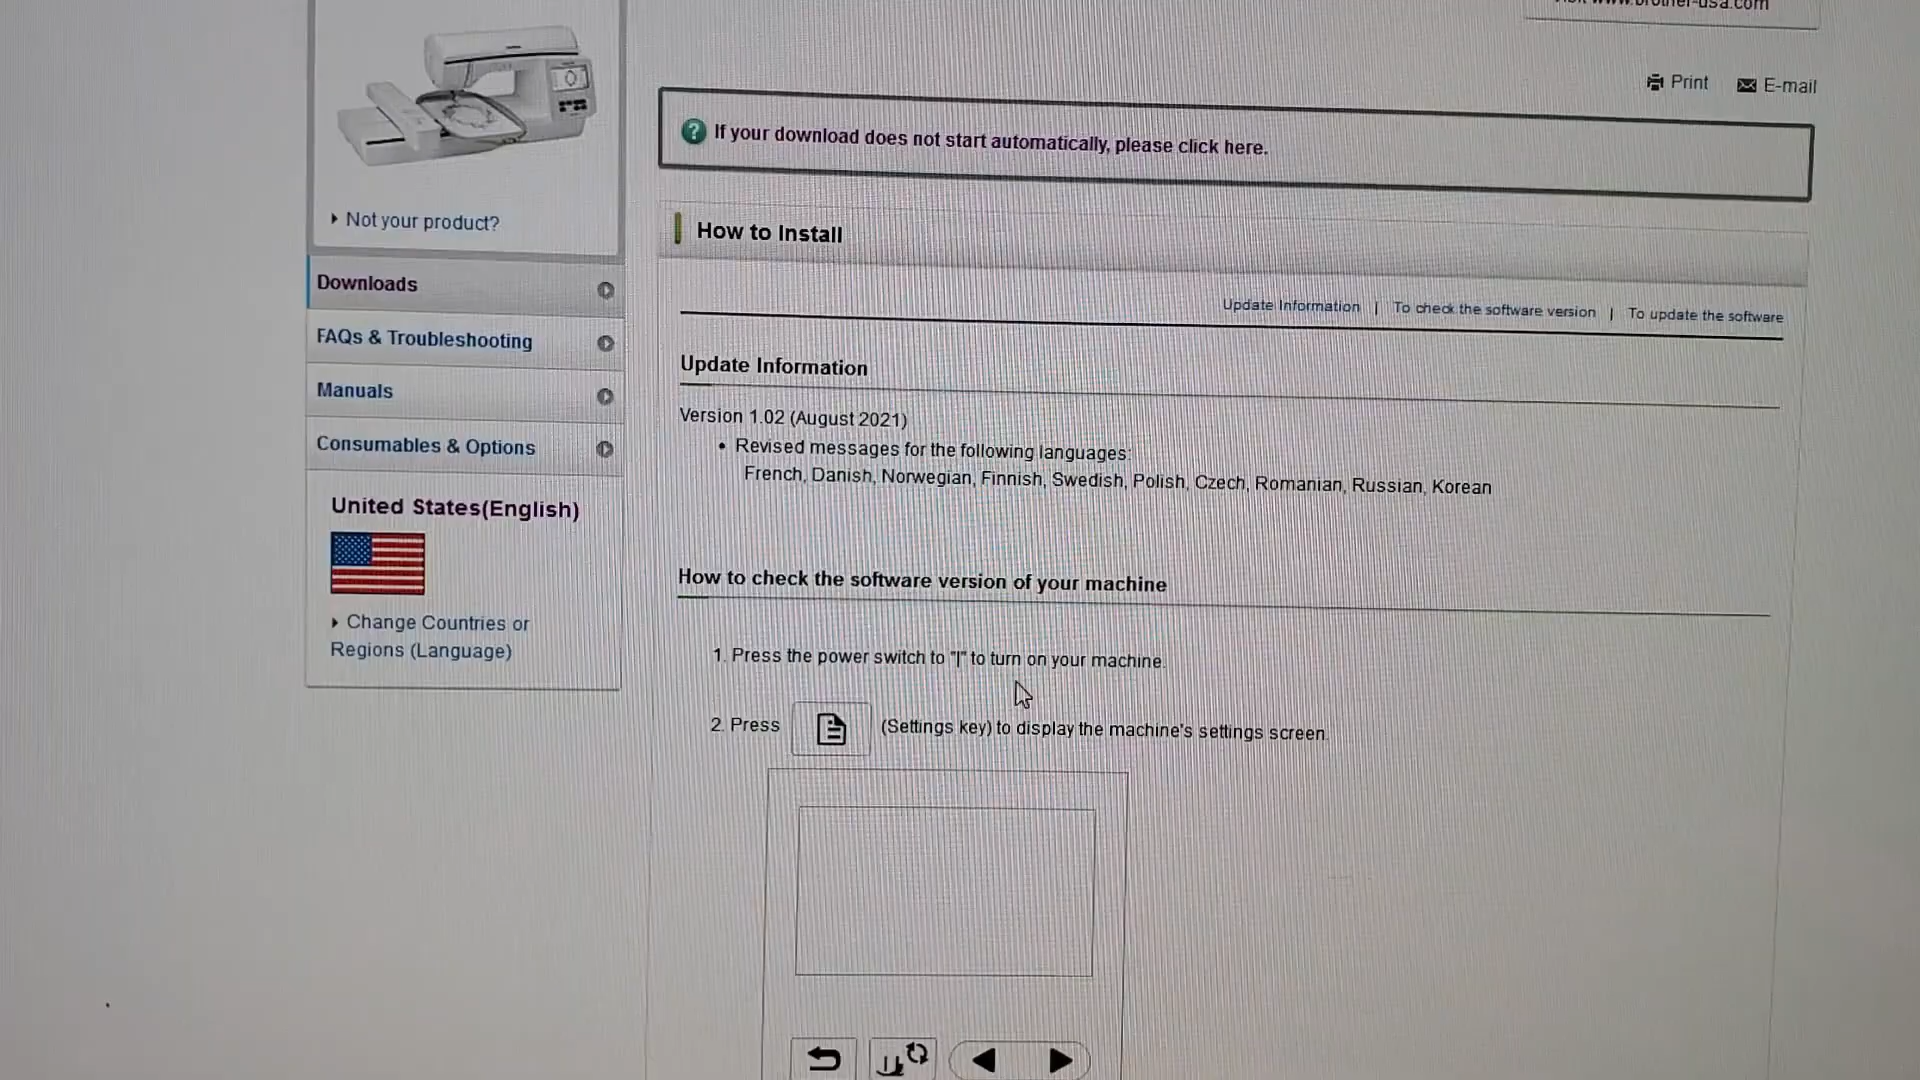 www.brother-usa.com
Print
E-mail
If your download does not start automatically, please click here.
Not your product?
How to Install
Downloads
Update Information | To check the software version | To update the software
FAQs & Troubleshooting
Update Information
Manuals
Version 1.02 (August 2021)
Consumables & Options
• Revised messages for the following languages:
French, Danish, Norwegian, Finnish, Swedish, Polish, Czech, Romanian, Russian, Korean
United States(English)
How to check the software version of your machine
Change Countries or
Regions (Language)
1. Press the power switch to "|" to turn on your machine.
2. Press (Settings key) to display the machine's settings screen.